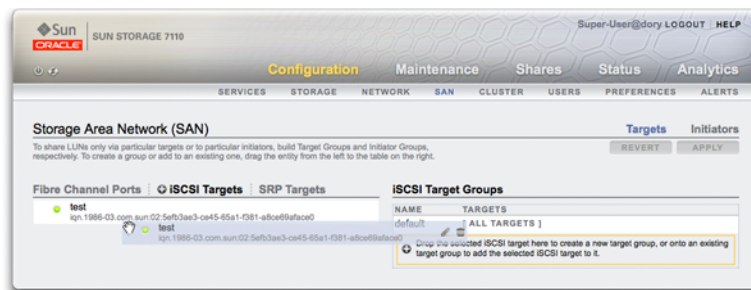 Sun
ORACLE
SUN STORAGE 7110
Super-User@dory LOGOUT HELP
Configuration Maintenance Shares Status Analytics
SERVICES STORAGE NETWORK SAN CLUSTER USERS PREFERENCES ALERTS
Storage Area Network (SAN) Targets Initiators
To share LUNs only via particular targets or to particular initiators, build Target Groups and Initiator Groups,
respectively. To create a group or add to an existing one, drag the entity from the left to the table on the right.
REVERT APPLY
Fibre Channel Ports iSCSI Targets SRP Targets
test
iqn.1986-03.com.sun:02:5efb3ae3-ce45-65a1-f381-a8ce69aface0
test
iqn.1986-03.com.sun:02:5efb3ae3-ce45-65a1-f381-a8ce69aface0
iSCSI Target Groups
NAME TARGETS
default [ ALL TARGETS ]
Drop the selected iSCSI target here to create a new target group, or onto an existing
target group to add the selected iSCSI target to it.